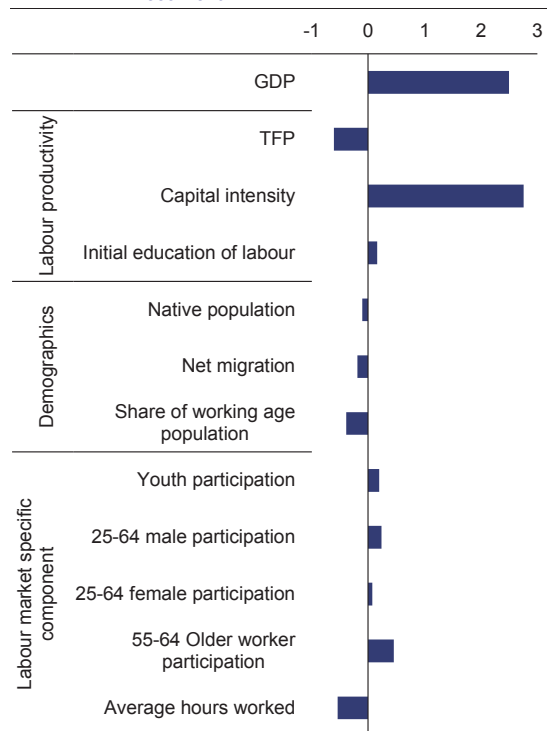 -1 0 1 2 3
GDP
Labour productivity
TFP
Capital intensity
Initial education of labour
Demographics
Native population
Net migration
Share of working age
population
Labour market specific
component
Youth participation
25-64 male participation
25-64 female participation
55-64 Older worker
participation
Average hours worked